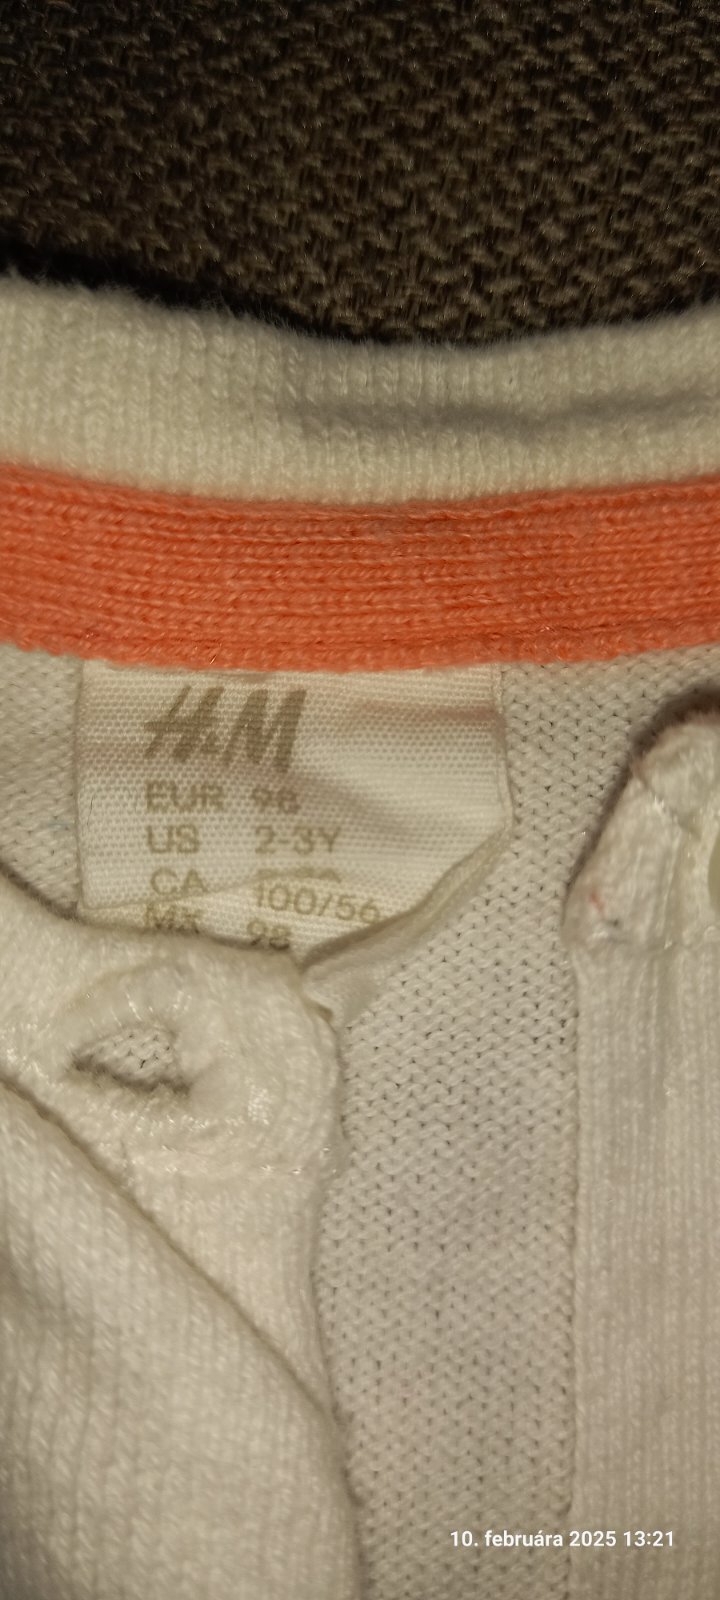 H&M
EUR 98
US 2-3Y
CA
100/56
MX 98
10. februára 2025 13:21